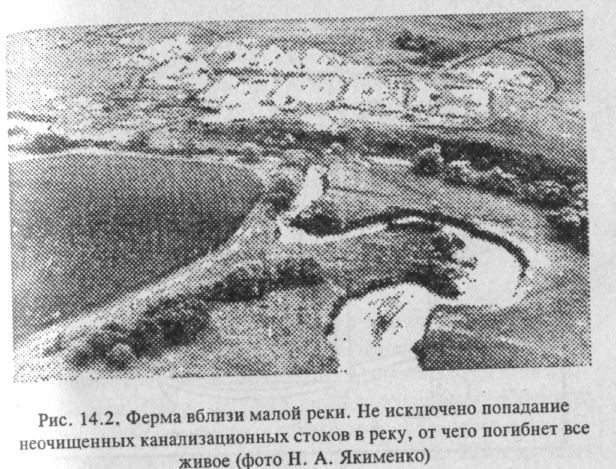 Рис. 14.2. Ферма вблизи малой реки. Не исключено попадание
неочищенных канализационных стоков в реку, от чего погибнет все
живое (фото Н. А. Якименко)